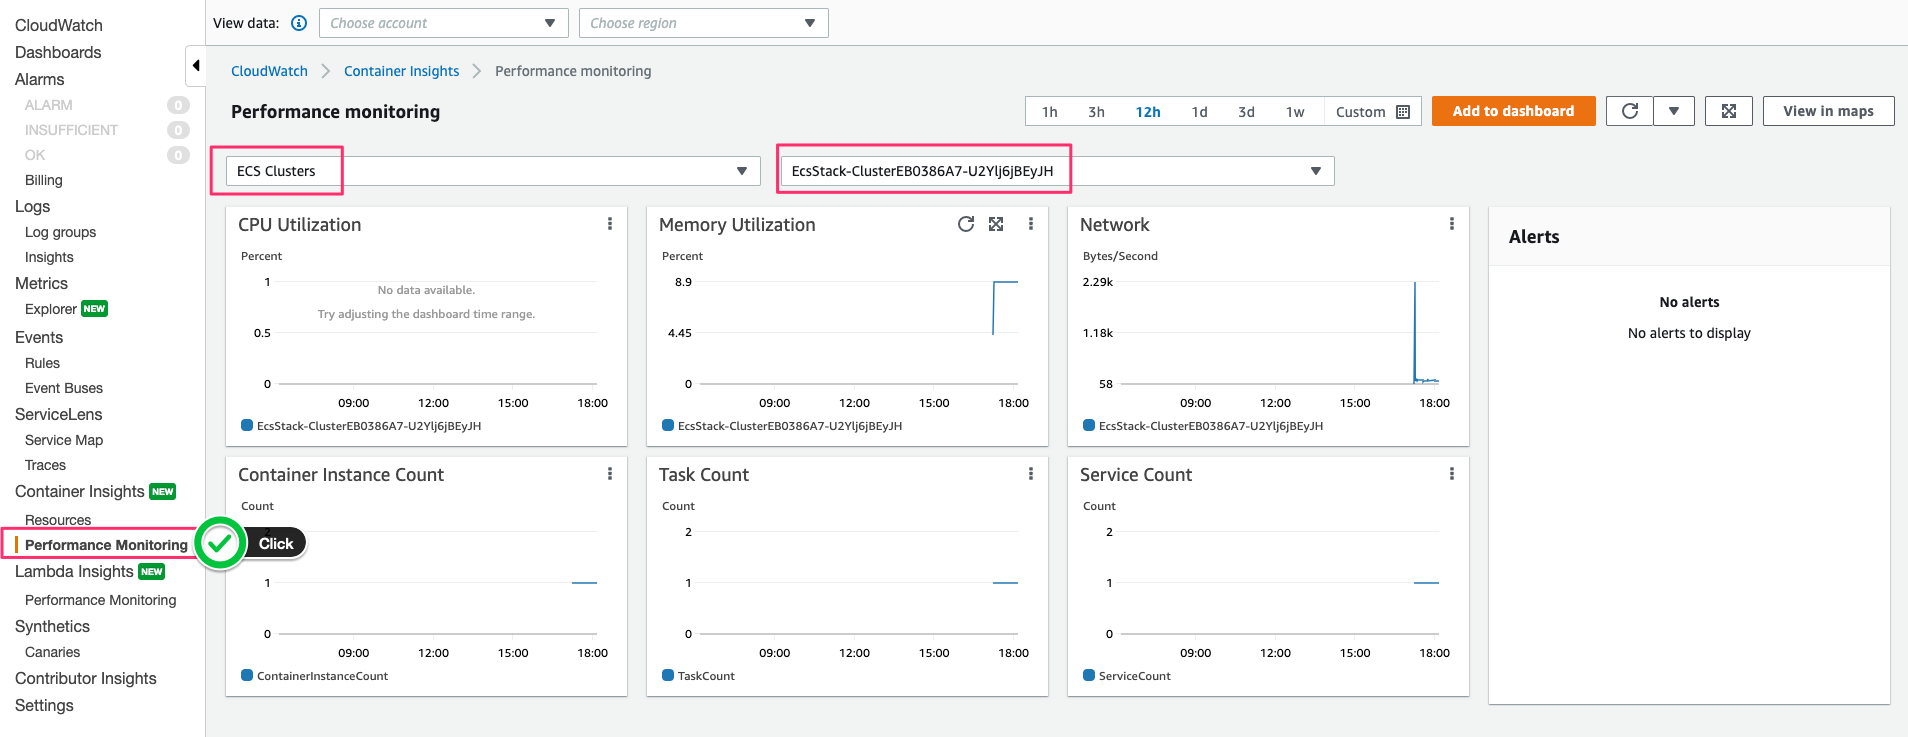 CloudWatch
Dashboards
Alarms
ALARM 0
INSUFFICIENT 0
OK 0
Billing
Logs
Log groups
Insights
Metrics
Explorer NEW
Events
Rules
Event Buses
ServiceLens
Service Map
Traces
Container Insights NEW
Resources
Performance Monitoring
Click
Lambda Insights NEW
Performance Monitoring
Synthetics
Canaries
Contributor Insights
Settings
View data: Choose account Choose region
CloudWatch Container Insights Performance monitoring
Performance monitoring
1h 3h 12h 1d 3d 1w Custom Add to dashboard View in maps
ECS Clusters EcsStack-ClusterEB0386A7-U2Ylj6jBEyJH
CPU Utilization
Percent
1
No data available.
Try adjusting the dashboard time range.
0.5
0
09:00 12:00 15:00 18:00
EcsStack-ClusterEB0386A7-U2Ylj6jBEyJH
Memory Utilization
Percent
8.9
4.45
0
09:00 12:00 15:00 18:00
EcsStack-ClusterEB0386A7-U2Ylj6jBEyJH
Network
Bytes/Second
2.29k
1.18k
58
09:00 12:00 15:00 18:00
EcsStack-ClusterEB0386A7-U2Ylj6jBEyJH
Alerts
No alerts
No alerts to display
Container Instance Count
Count
2
1
0
09:00 12:00 15:00 18:00
ContainerInstanceCount
Task Count
Count
2
1
0
09:00 12:00 15:00 18:00
TaskCount
Service Count
Count
2
1
0
09:00 12:00 15:00 18:00
ServiceCount